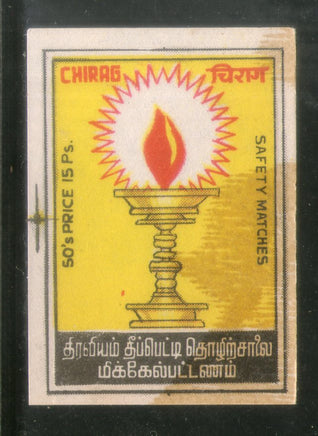 CHIRAG चिराग
50's PRICE 15 Ps.
SAFETY MATCHES
திரவியம் தீப்பெட்டி தொழிற்சாலை
மிக்கேல்பட்டணம்